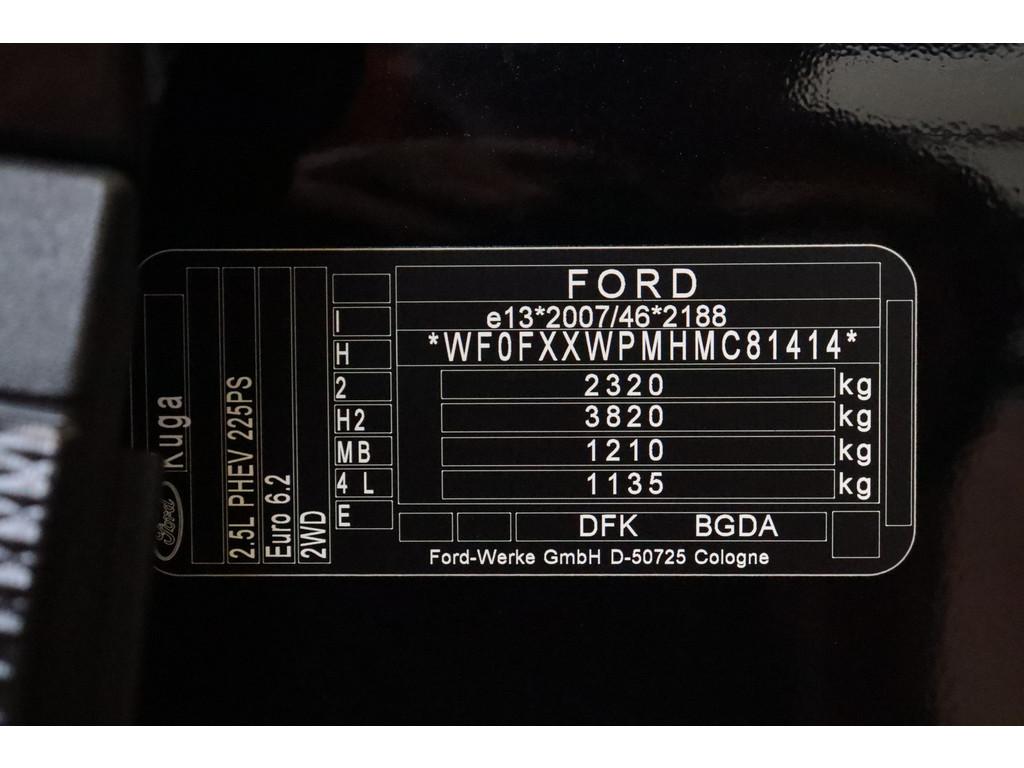 FORD
e13*2007/46*2188
*WF0FXXWPMHMC81414*
2320 kg
3820 kg
1210 kg
1135 kg
DFK BGDA
Ford-Werke GmbH D-50725 Cologne
I
H
2
H2
MB
4 L
E
2WD
Euro 6.2
2.5L PHEV 225PS
Kuga
Ford